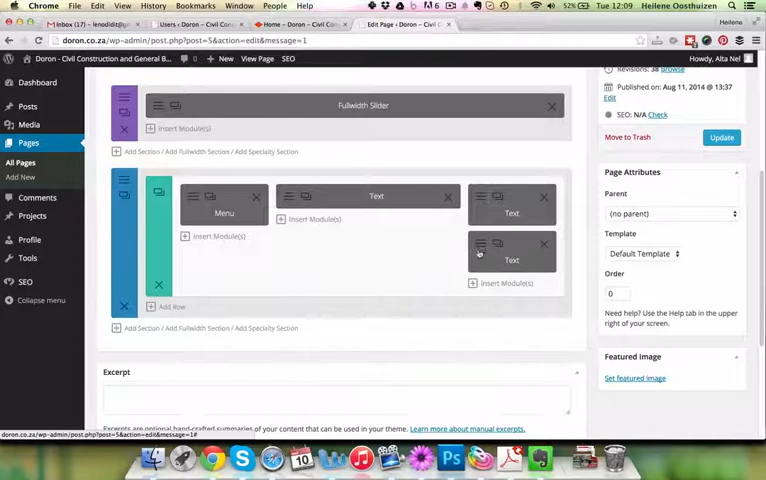 Chrome File Edit View History Bookmarks Window People Help
52% Tue 12:09 Heilene Oosthuizen
Inbox (17) – lenodidit@gm
Users ‹ Doron – Civil Const
Home – Doron – Civil Const
Edit Page ‹ Doron – Civil C
Heilene
doron.co.za/wp-admin/post.php?post=5&action=edit&message=1
Doron - Civil Construction and General B... 0 + New View Page SEO
Howdy, Alta Nel
Dashboard
Posts
Media
Pages
All Pages
Add New
Comments
Projects
Profile
Tools
SEO
Collapse menu
Fullwidth Slider
Insert Module(s)
Add Section / Add Fullwidth Section / Add Specialty Section
Menu
Insert Module(s)
Text
Insert Module(s)
Text
Text
Insert Module(s)
Add Row
Add Section / Add Fullwidth Section / Add Specialty Section
Excerpt
Excerpts are optional hand-crafted summaries of your content that can be used in your theme. Learn more about manual excerpts.
Revisions: 38 Browse
Published on: Aug 11, 2014 @ 13:37
Edit
SEO: N/A Check
Move to Trash
Update
Page Attributes
Parent
(no parent)
Template
Default Template
Order
0
Need help? Use the Help tab in the upper
right of your screen.
Featured Image
Set featured image
doron.co.za/wp-admin/post.php?post=5&action=edit&message=1#